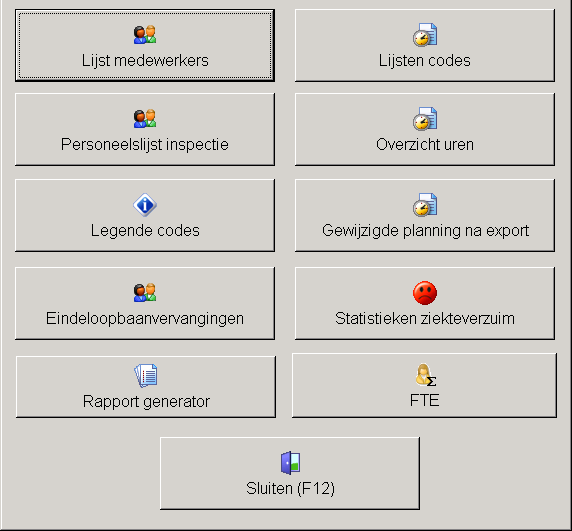 Lijst medewerkers
Lijsten codes
Personeelslijst inspectie
Overzicht uren
Legende codes
Gewijzigde planning na export
Eindeloopbaanvervangingen
Statistieken ziekteverzuim
Rapport generator
FTE
Sluiten (F12)